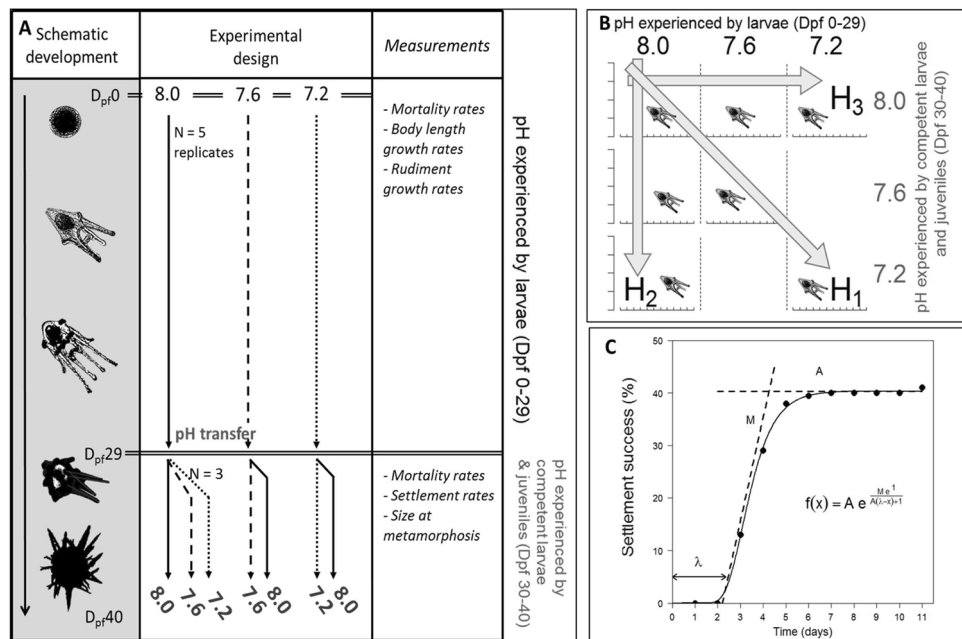 A
Schematic
development
Experimental
design
Measurements
Dpf0
8.0
7.6
7.2
N = 5
replicates
- Mortality rates
- Body length
growth rates
- Rudiment
growth rates
pH experienced by larvae (Dpf 0-29)
pH transfer
Dpf29
N = 3
- Mortality rates
- Settlement rates
- Size at
metamorphosis
pH experienced by
competent larvae
& juveniles (Dpf 30-40)
8.0
7.6
7.2
7.6
8.0
7.2
8.0
Dpf40
B
pH experienced by larvae (Dpf 0-29)
8.0
7.6
7.2
H3
8.0
7.6
7.2
H2
H1
pH experienced by competent larvae
and juveniles (Dpf 30-40)
C
Settlement success (%)
50
40
30
20
10
0
A
M
λ
f(x) = A e^(M e^1 / A(λ-x)+1)
0 1 2 3 4 5 6 7 8 9 10 11
Time (days)